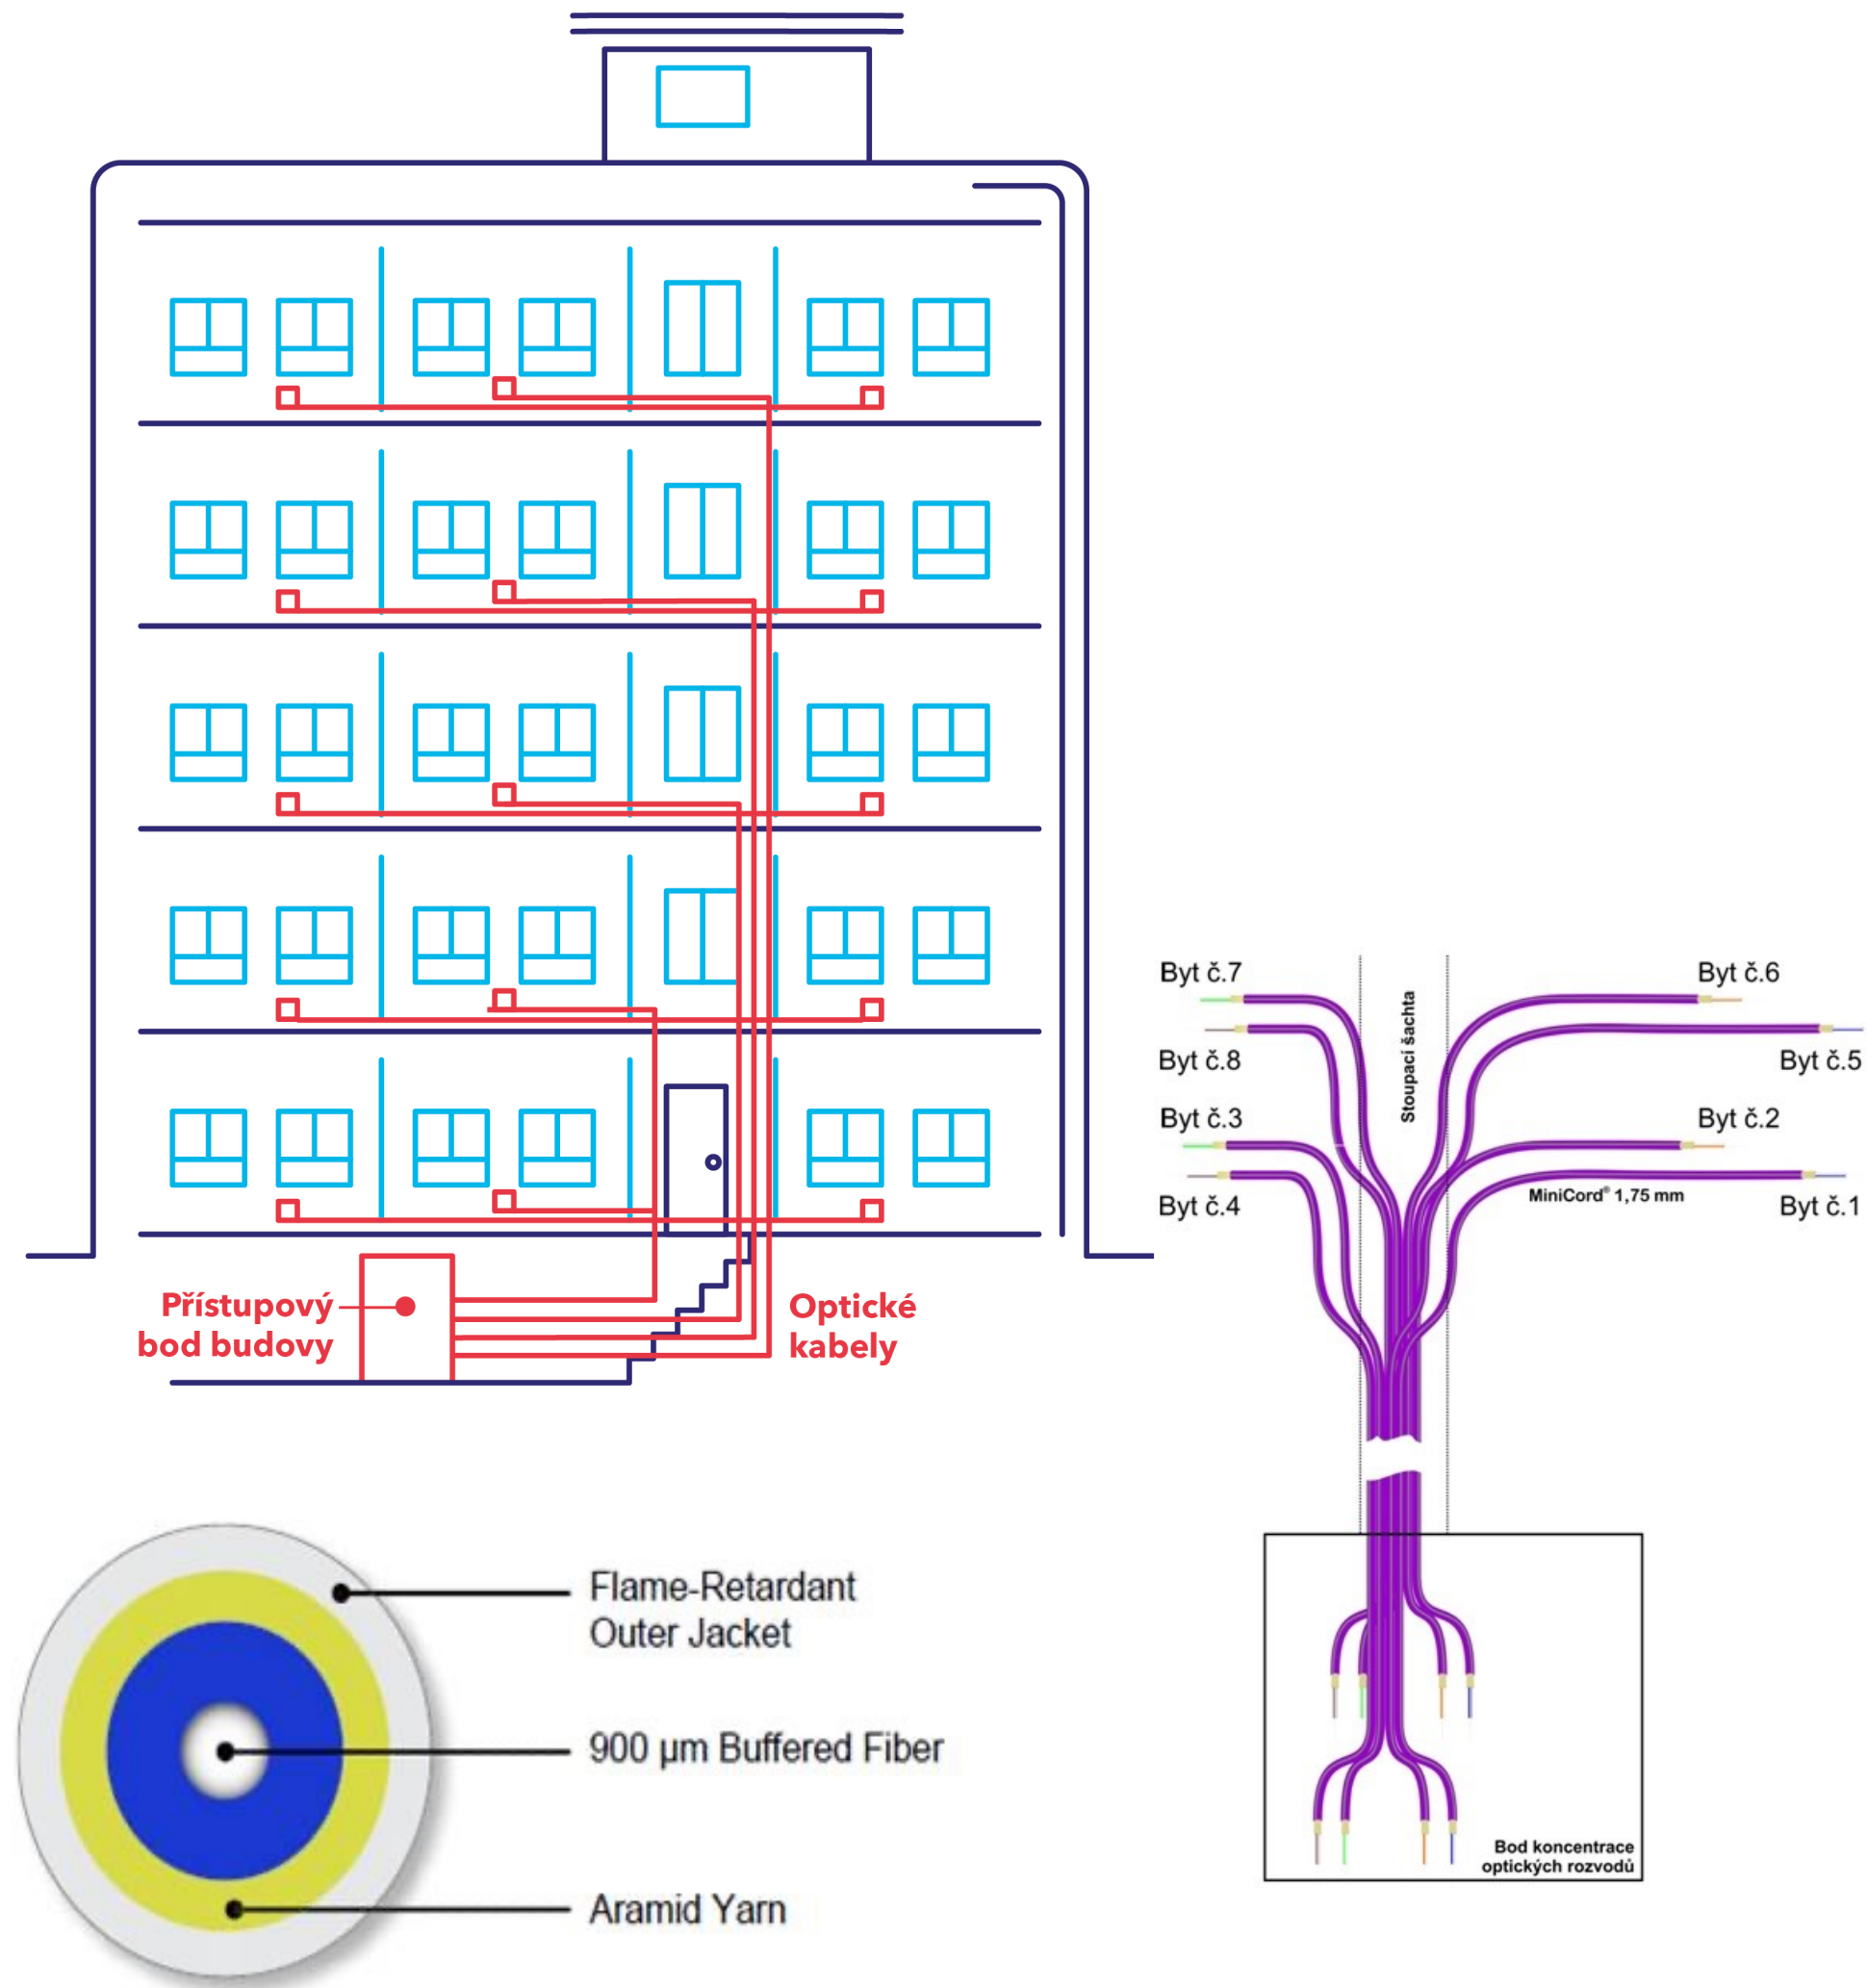 Přístupový
bod budovy
Optické
kabely
Byt č.7
Byt č.6
Stoupací šachta
Byt č.8
Byt č.5
Byt č.3
Byt č.2
MiniCord® 1,75 mm
Byt č.4
Byt č.1
Flame-Retardant
Outer Jacket
900 µm Buffered Fiber
Aramid Yarn
Bod koncentrace
optických rozvodů